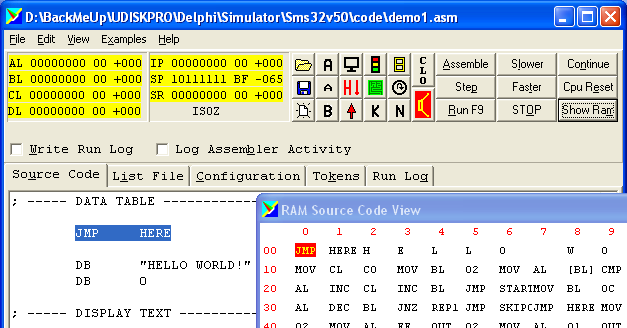 D:\BackMeUp\UDISKPRO\Delphi\Simulator\Sms32v50\code\demo1.asm
File Edit View Examples Help
AL 00000000 00 +000 IP 00000000 00 +000
BL 00000000 00 +000 SP 10111111 BF -065
CL 00000000 00 +000 SR 00000000 00 +000
DL 00000000 00 +000 ISOZ
A C L O
A H
B K N
Assemble Slower Continue
Step Faster Cpu Reset
Run F9 STOP Show Ram
Write Run Log Log Assembler Activity
Source Code List File Configuration Tokens Run Log
; ----- DATA TABLE
JMP HERE
DB "HELLO WORLD!"
DB 0
; ----- DISPLAY TEXT
RAM Source Code View
0 1 2 3 4 5 6 7 8 9
00 JMP HERE H E L L O W O
10 MOV CL C0 MOV BL 02 MOV AL [BL] CMP
20 AL INC CL INC BL JMP START MOV BL 0C
30 AL DEC BL JNZ REP1 JMP SKIPC JMP HERE MOV
40 02 MOV AL FF OUT 02 MOV AL 00 OUT